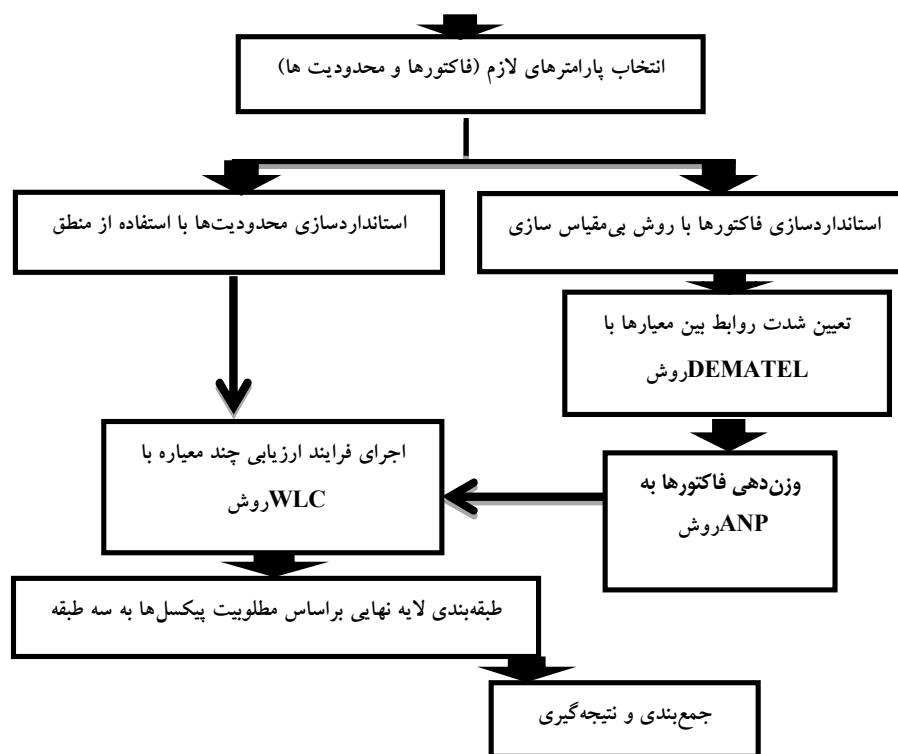 انتخاب پارامترهای لازم (فاکتورها و محدودیت ها)
استانداردسازی فاکتورها با روش بی‌مقیاس سازی
استانداردسازی محدودیت‌ها با استفاده از منطق
تعیین شدت روابط بین معیارها با
روشDEMATEL
وزن‌دهی فاکتورها به
روشANP
اجرای فرایند ارزیابی چند معیاره با
روشWLC
طبقه‌بندی لایه نهایی براساس مطلوبیت پیکسل‌ها به سه طبقه
جمع‌بندی و نتیجه‌گیری